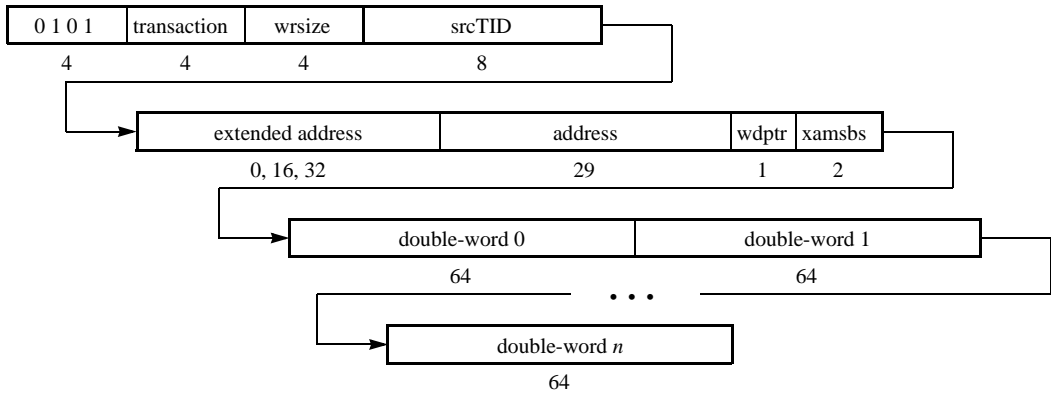 0 1 0 1 transaction wrsize srcTID
4 4 4 8
extended address address wdptr xamsbs
0, 16, 32 29 1 2
double-word 0 double-word 1
64 64
• • •
double-word n
64